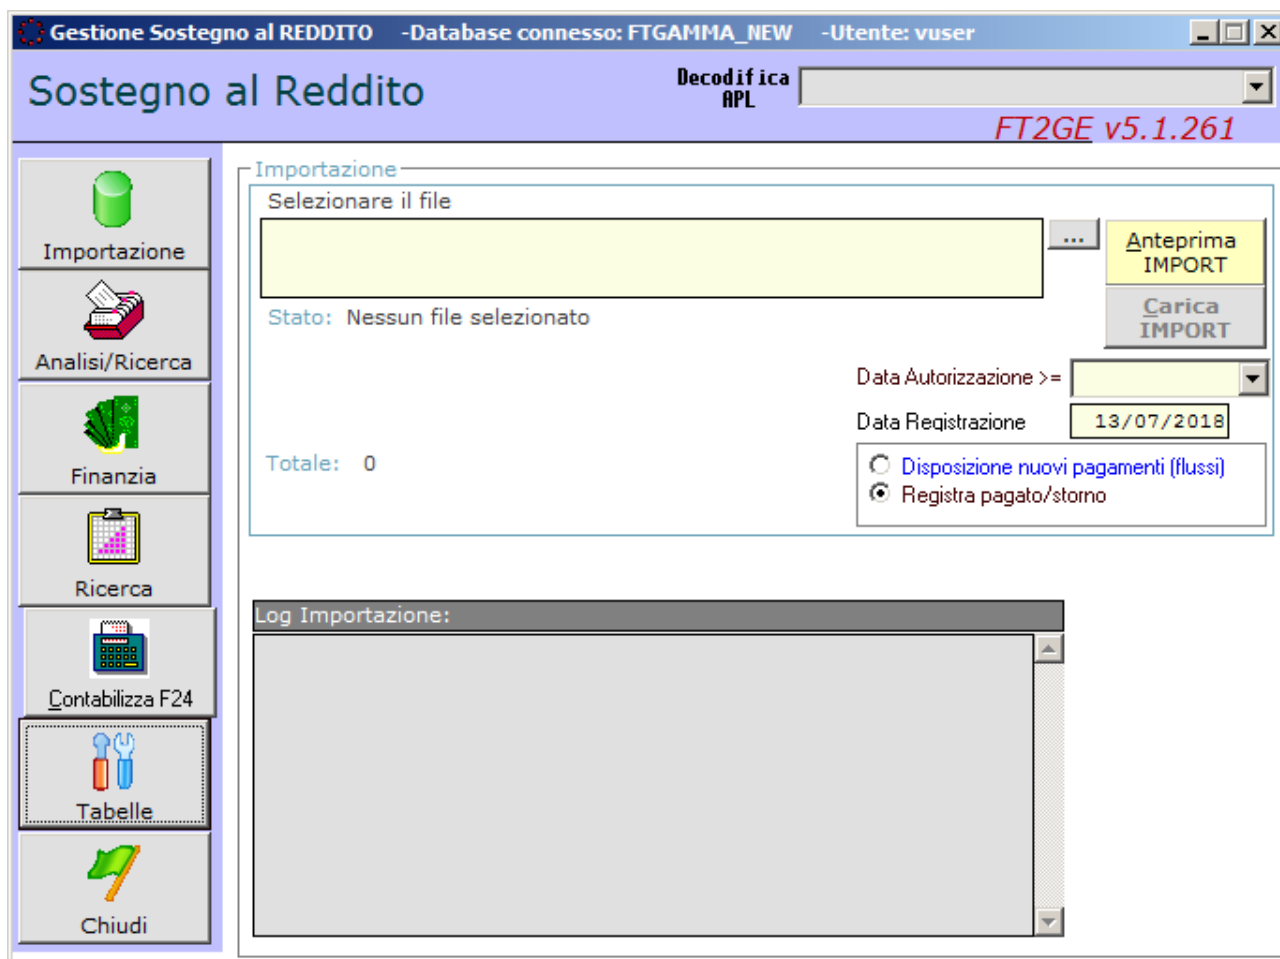 Gestione Sostegno al REDDITO -Database connesso: FTGAMMA_NEW -Utente: vuser
Sostegno al Reddito
Decodifica
APL
FT2GE v5.1.261
Importazione
Analisi/Ricerca
Finanzia
Ricerca
Contabilizza F24
Tabelle
Chiudi
Importazione
Selezionare il file
...
Anteprima
IMPORT
Carica
IMPORT
Stato: Nessun file selezionato
Data Autorizzazione >=
Data Registrazione 13/07/2018
Totale: 0
Disposizione nuovi pagamenti (flussi)
Registra pagato/storno
Log Importazione: